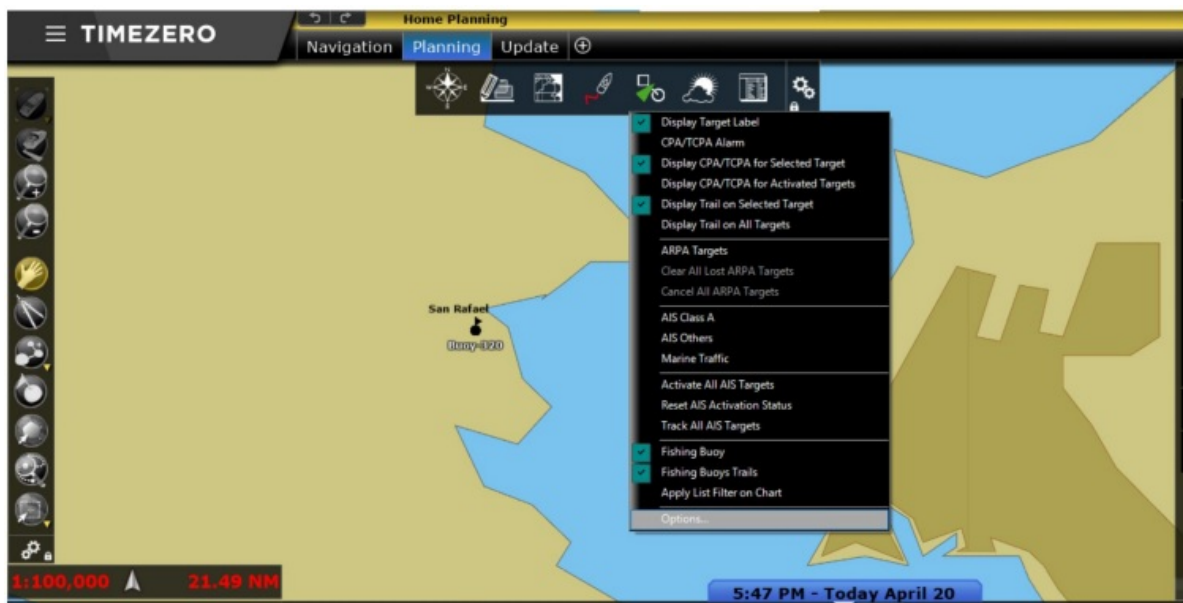 Home Planning
TIMEZERO
Navigation Planning Update
Display Target Label
CPA/TCPA Alarm
Display CPA/TCPA for Selected Target
Display CPA/TCPA for Activated Targets
Display Trail on Selected Target
Display Trail on All Targets
ARPA Targets
Clear All Lost ARPA Targets
Cancel All ARPA Targets
AIS Class A
AIS Others
Marine Traffic
Activate All AIS Targets
Reset AIS Activation Status
Track All AIS Targets
Fishing Buoy
Fishing Buoys Trails
Apply List Filter on Chart
Options...
San Rafael
Buoy-320
1:100,000 21.49 NM
5:47 PM - Today April 20